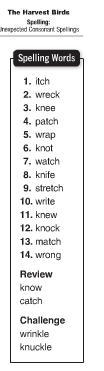 The Harvest Birds
Spelling:
Unexpected Consonant Spellings
Spelling Words
1. itch
2. wreck
3. knee
4. patch
5. wrap
6. knot
7. watch
8. knife
9. stretch
10. write
11. knew
12. knock
13. match
14. wrong
Review
know
catch
Challenge
wrinkle
knuckle